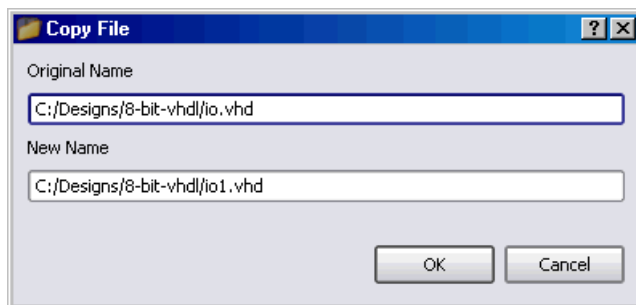 Copy File
Original Name
C:/Designs/8-bit-vhdl/io.vhd
New Name
C:/Designs/8-bit-vhdl/io1.vhd
OK Cancel